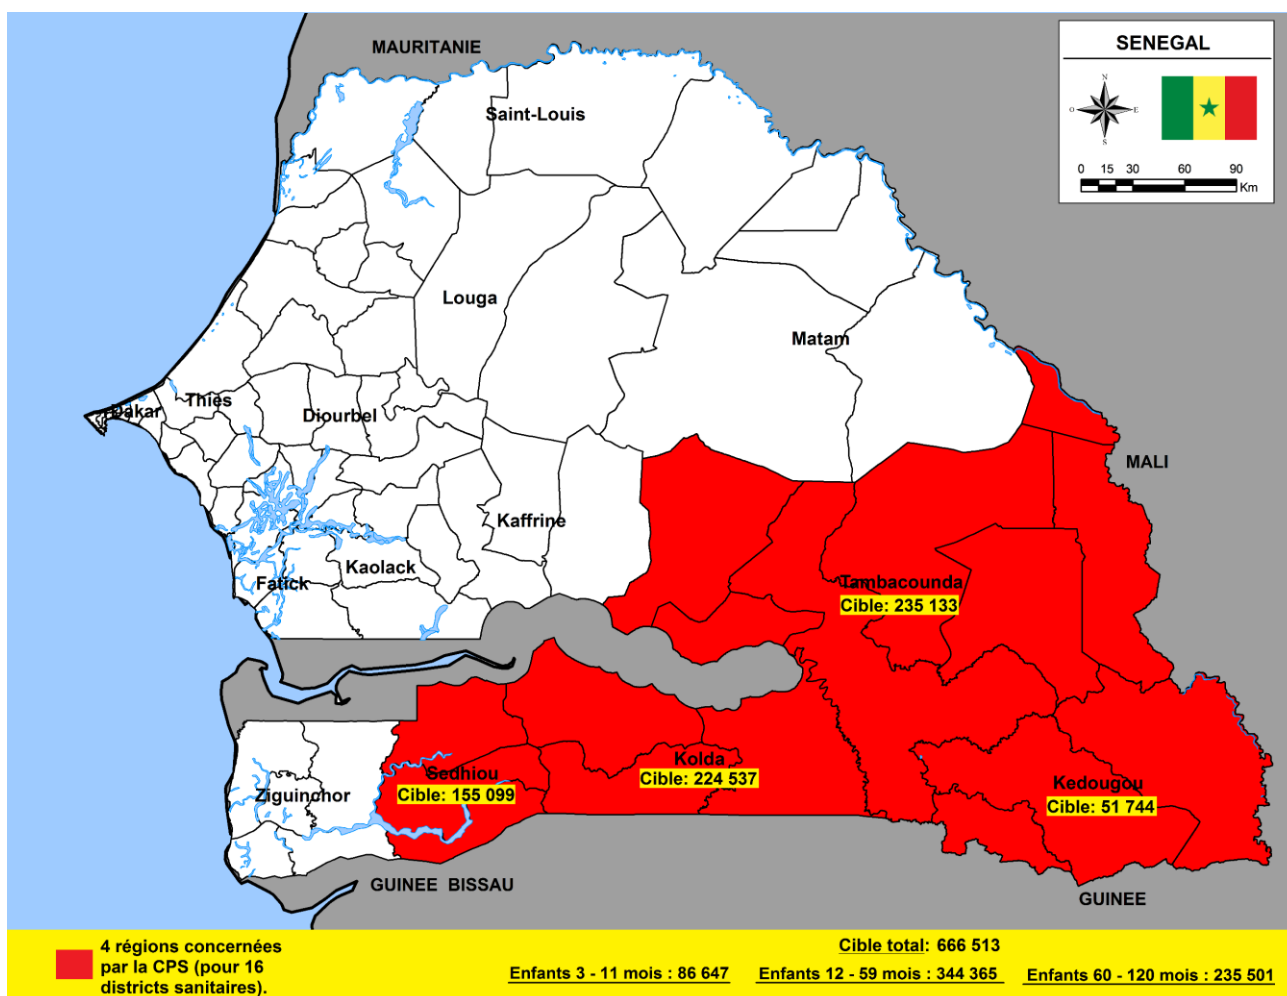 MAURITANIE
SENEGAL
N
O
E
S
0 15 30 60 90
Km
Saint-Louis
Louga
Matam
Thies
Dakar
Diourbel
MALI
Kaffrine
Kaolack
Fatick
Tambacounda
Cible: 235 133
Kolda
Cible: 224 537
Sedhiou
Cible: 155 099
Kedougou
Cible: 51 744
Ziguinchor
GUINEE BISSAU
GUINEE
4 régions concernées
par la CPS (pour 16
districts sanitaires).
Cible total: 666 513
Enfants 3 - 11 mois : 86 647
Enfants 12 - 59 mois : 344 365
Enfants 60 - 120 mois : 235 501